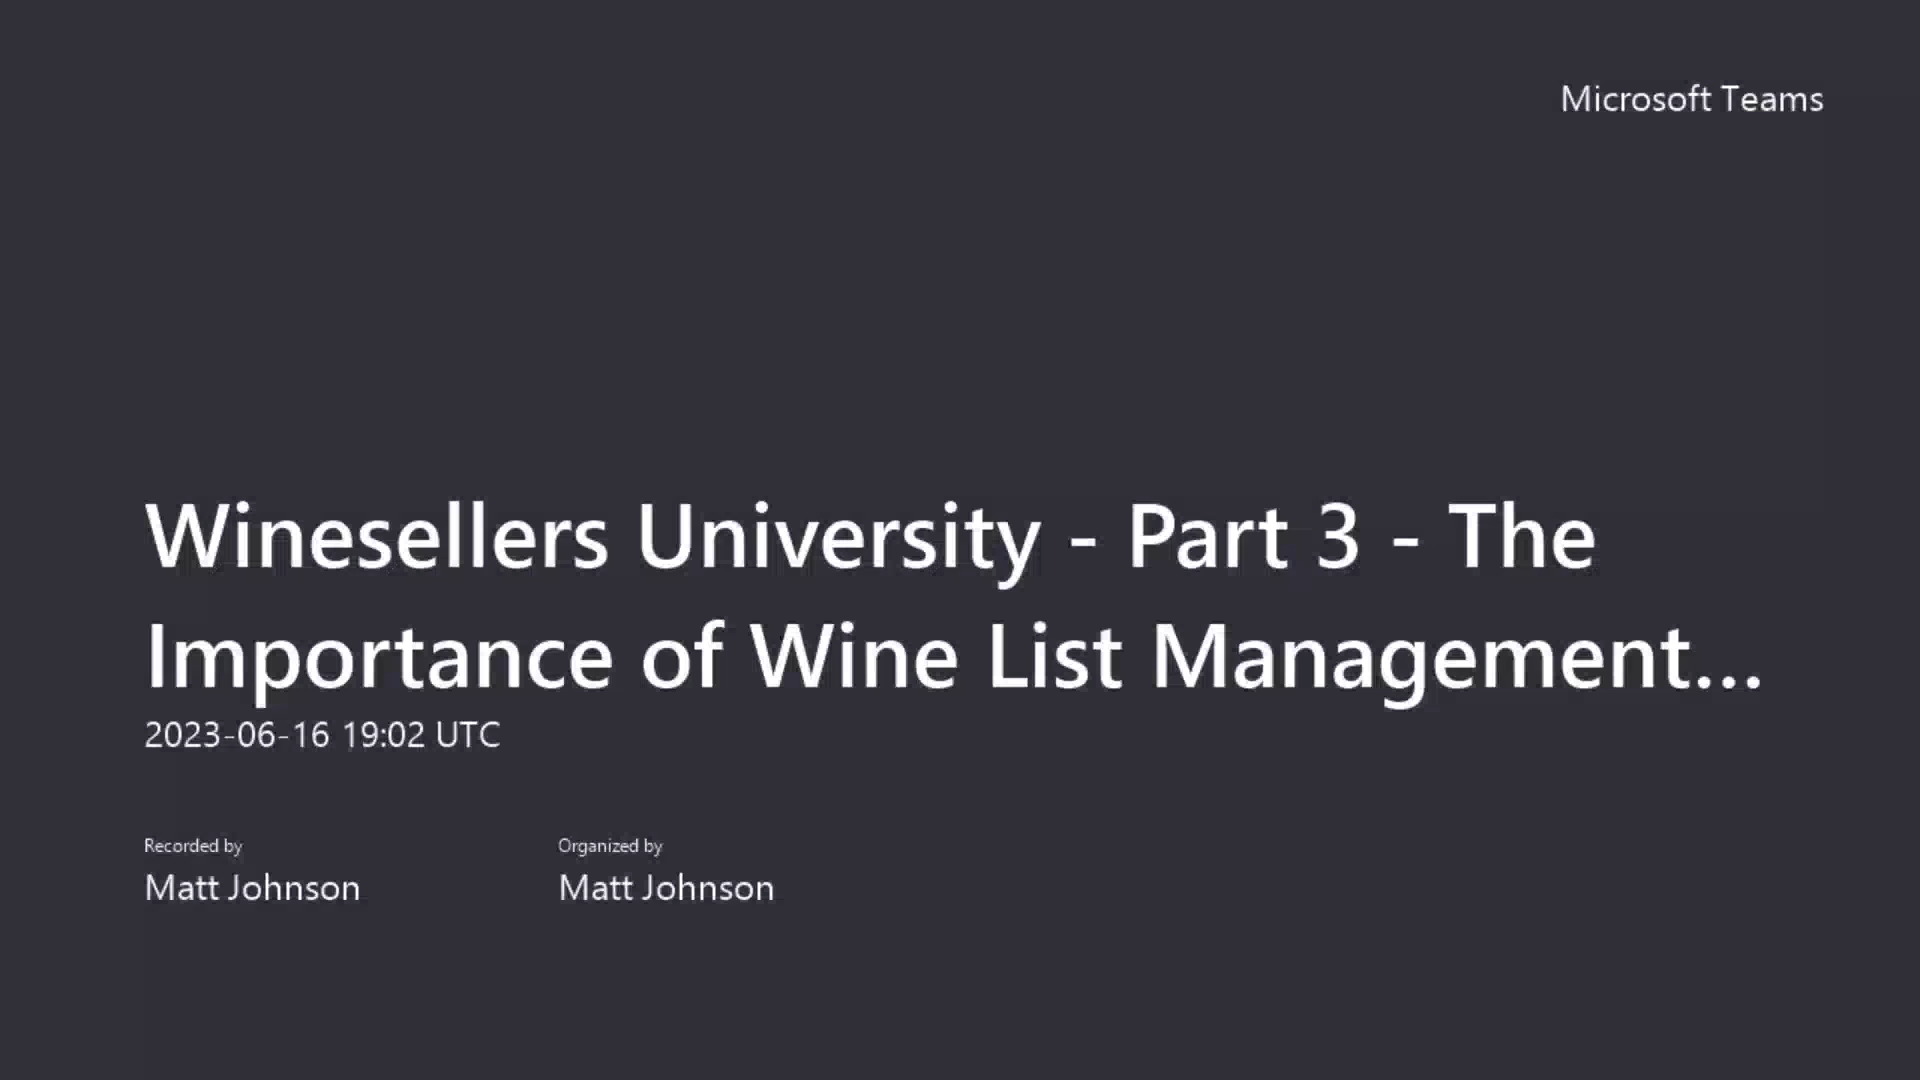 Microsoft Teams
Winesellers University - Part 3 - The
Importance of Wine List Management...
2023-06-16 19:02 UTC
Recorded by
Organized by
Matt Johnson
Matt Johnson